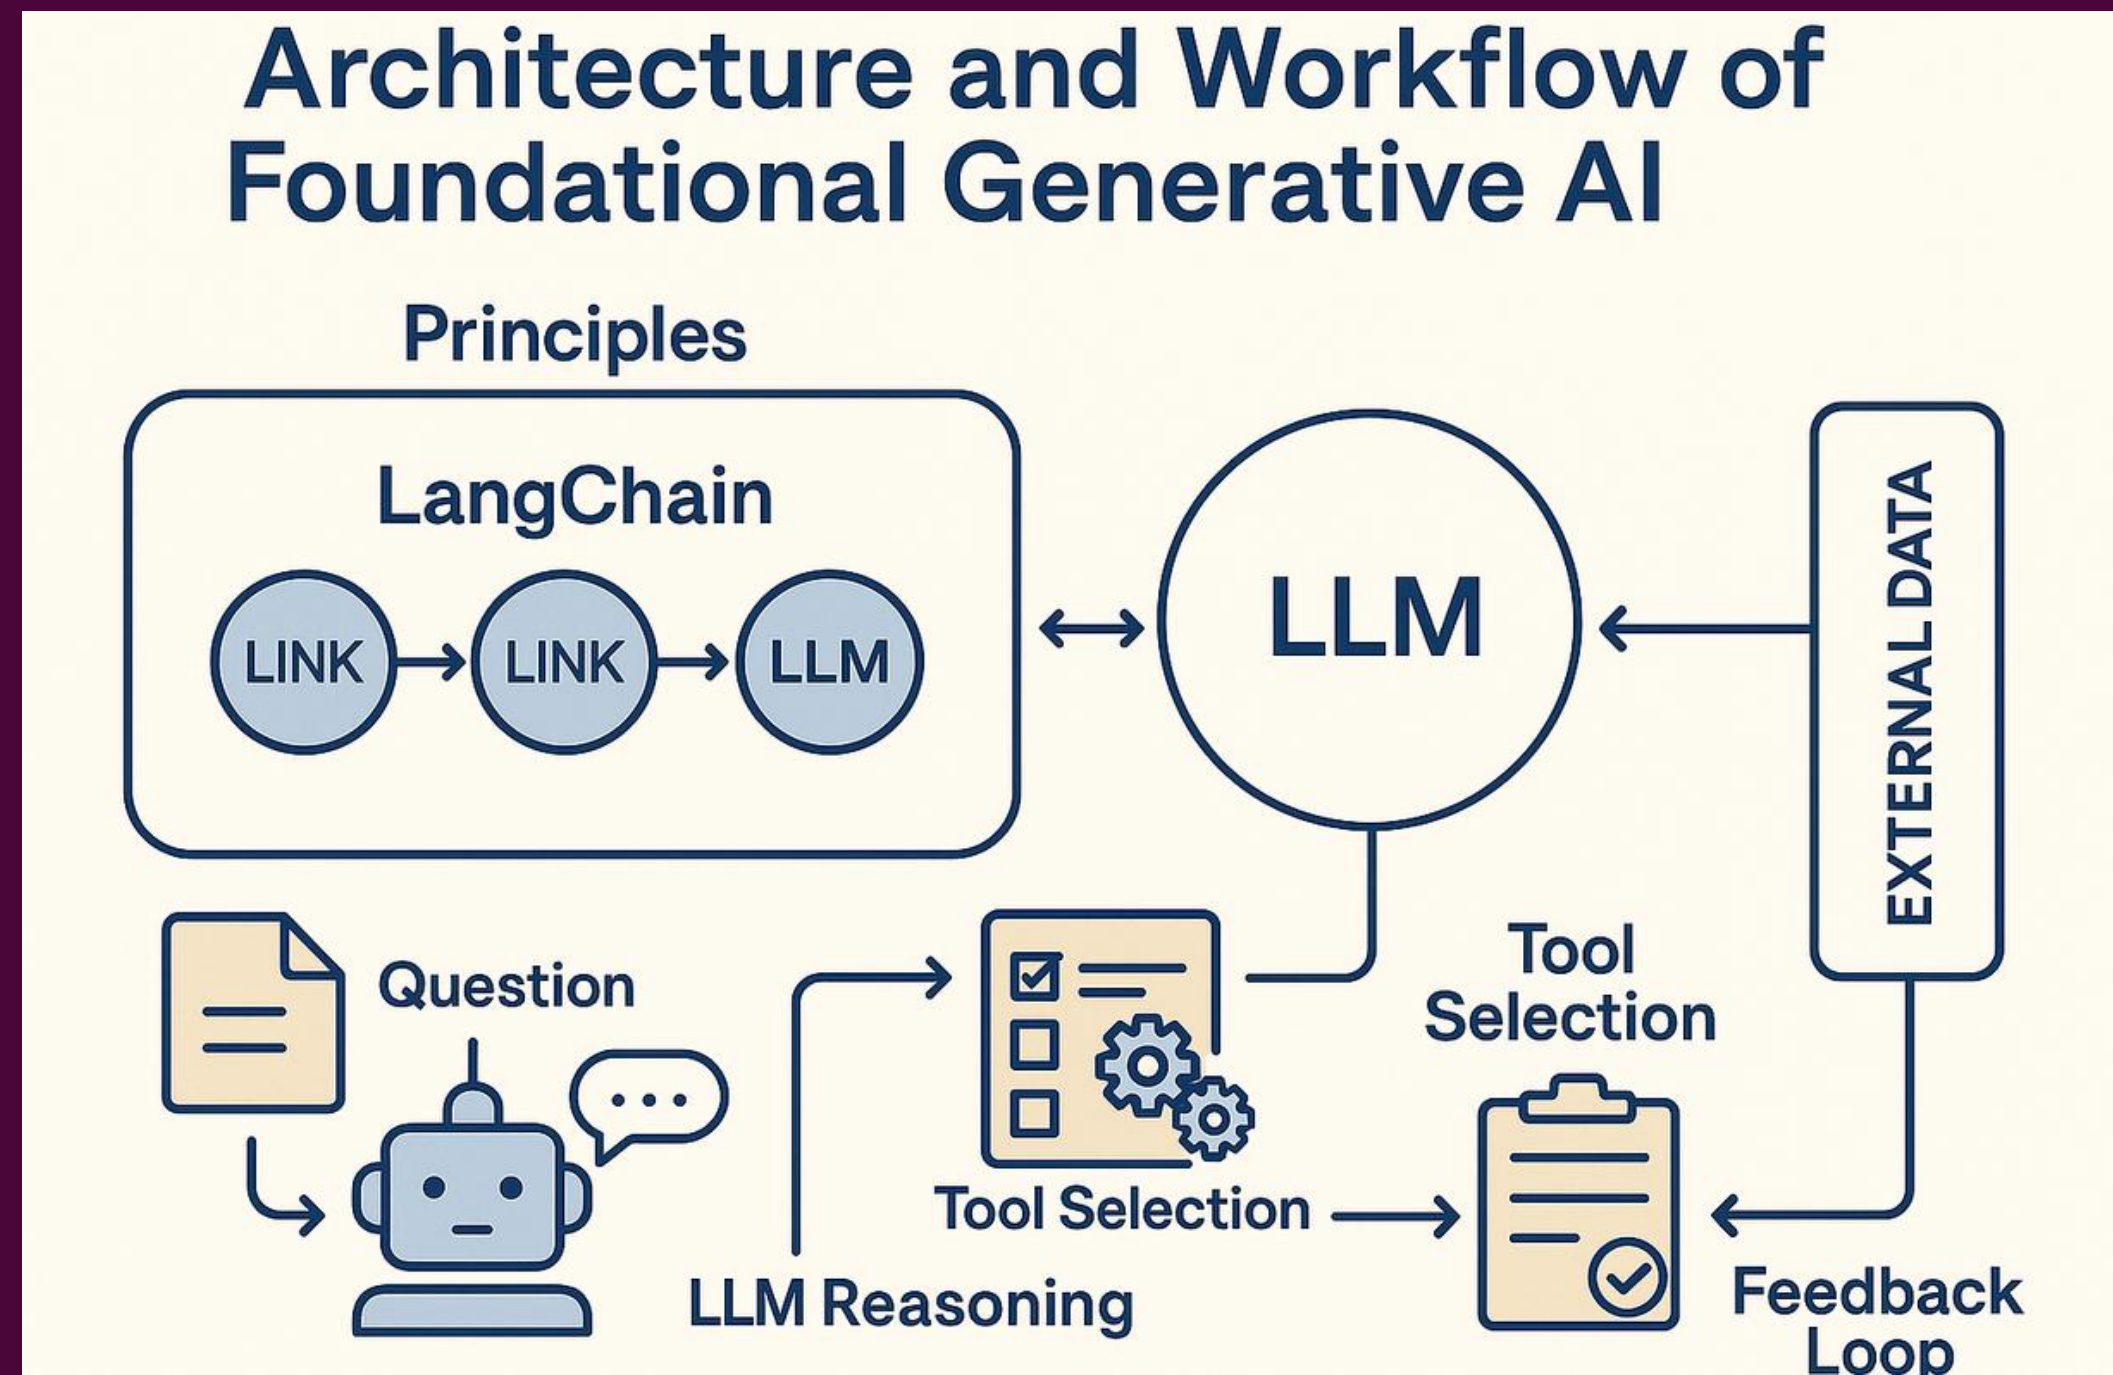 Architecture and Workflow of
Foundational Generative AI
Principles
LangChain
LINK
LINK
LLM
LLM
EXTERNAL DATA
Question
Tool
Selection
Tool Selection
LLM Reasoning
Feedback
Loop